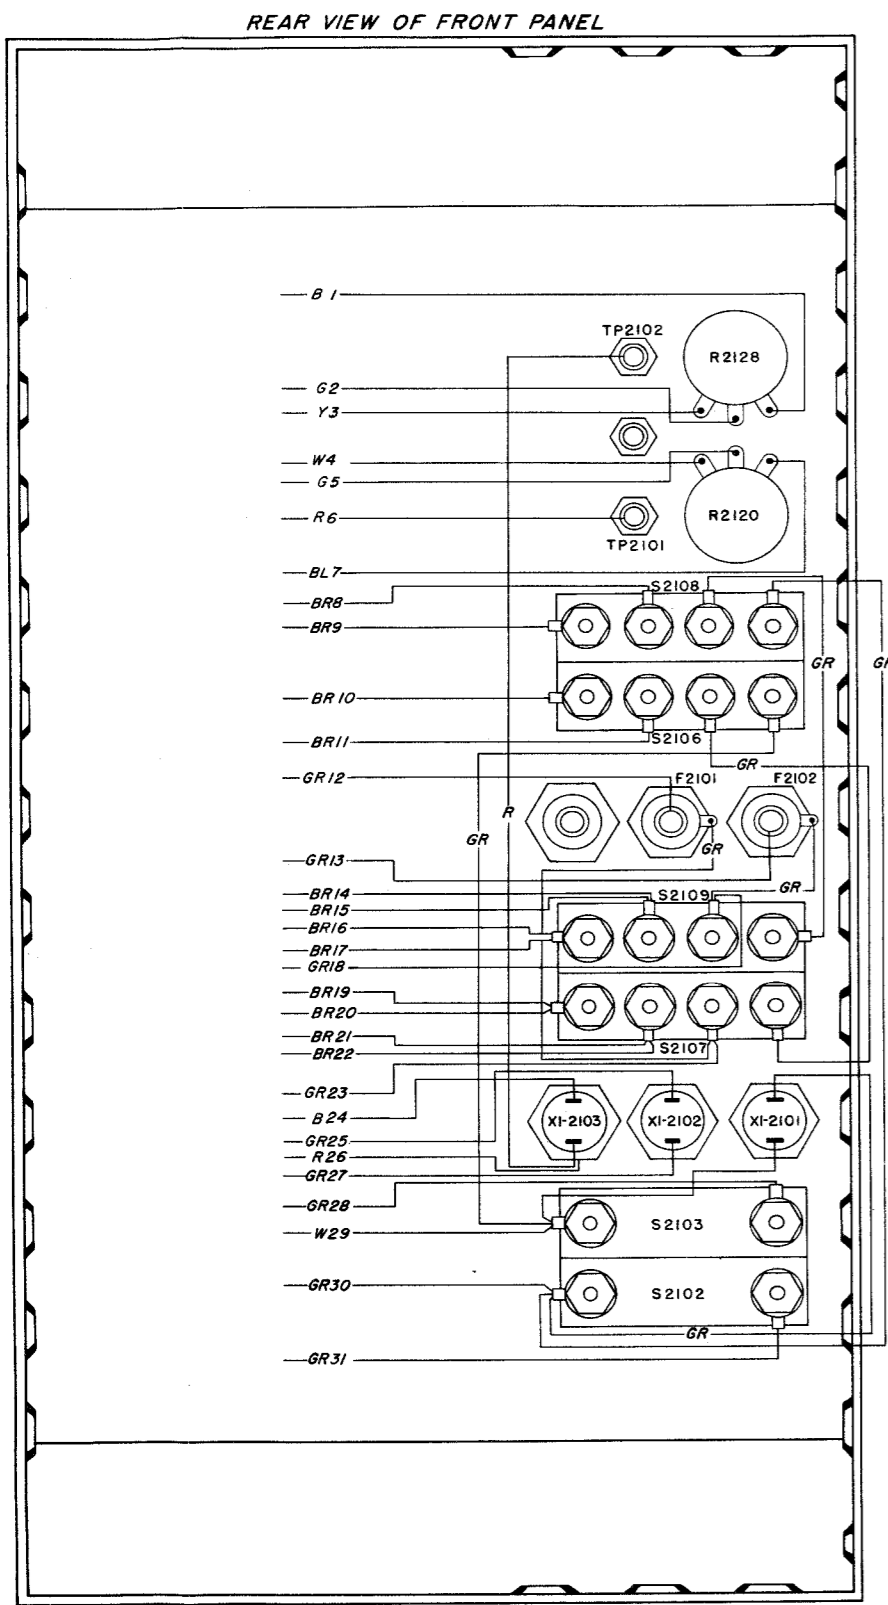 REAR VIEW OF FRONT PANEL
B 1
TP2102
R2128
G2
Y3
W4
G5
R6
R2120
TP2101
BL7
S2108
BR8
BR9
GR
GR
BR10
BR11
S2106
GR
GR12
F2101
F2102
R
GR
GR
GR13
GR
BR14
S2109
BR15
BR16
BR17
GR18
BR19
BR20
BR21
BR22
S2107
GR23
B24
XI-2103
XI-2102
XI-2101
GR25
R26
GR27
GR28
S2103
W29
GR30
S2102
GR
GR31